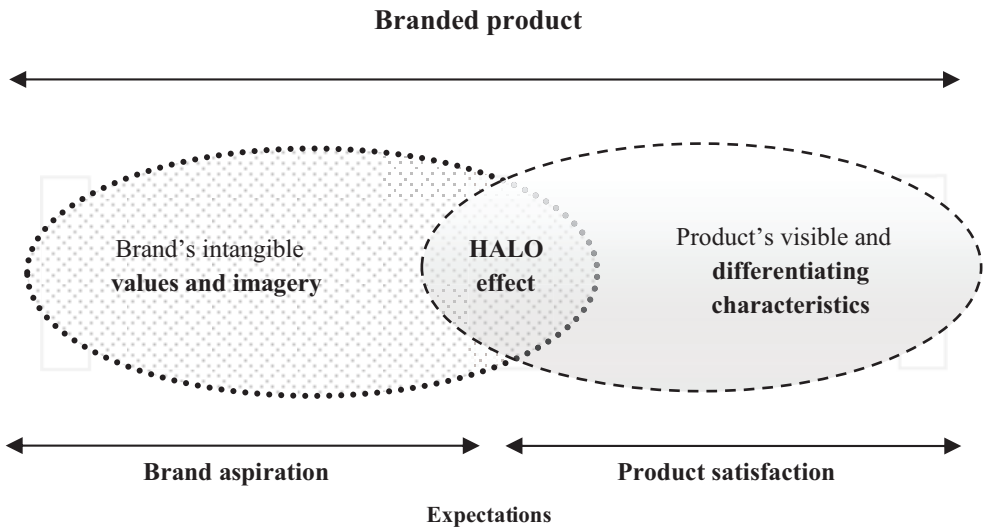 Branded product
Brand's intangible
values and imagery
HALO
effect
Product's visible and
differentiating
characteristics
Brand aspiration
Product satisfaction
Expectations